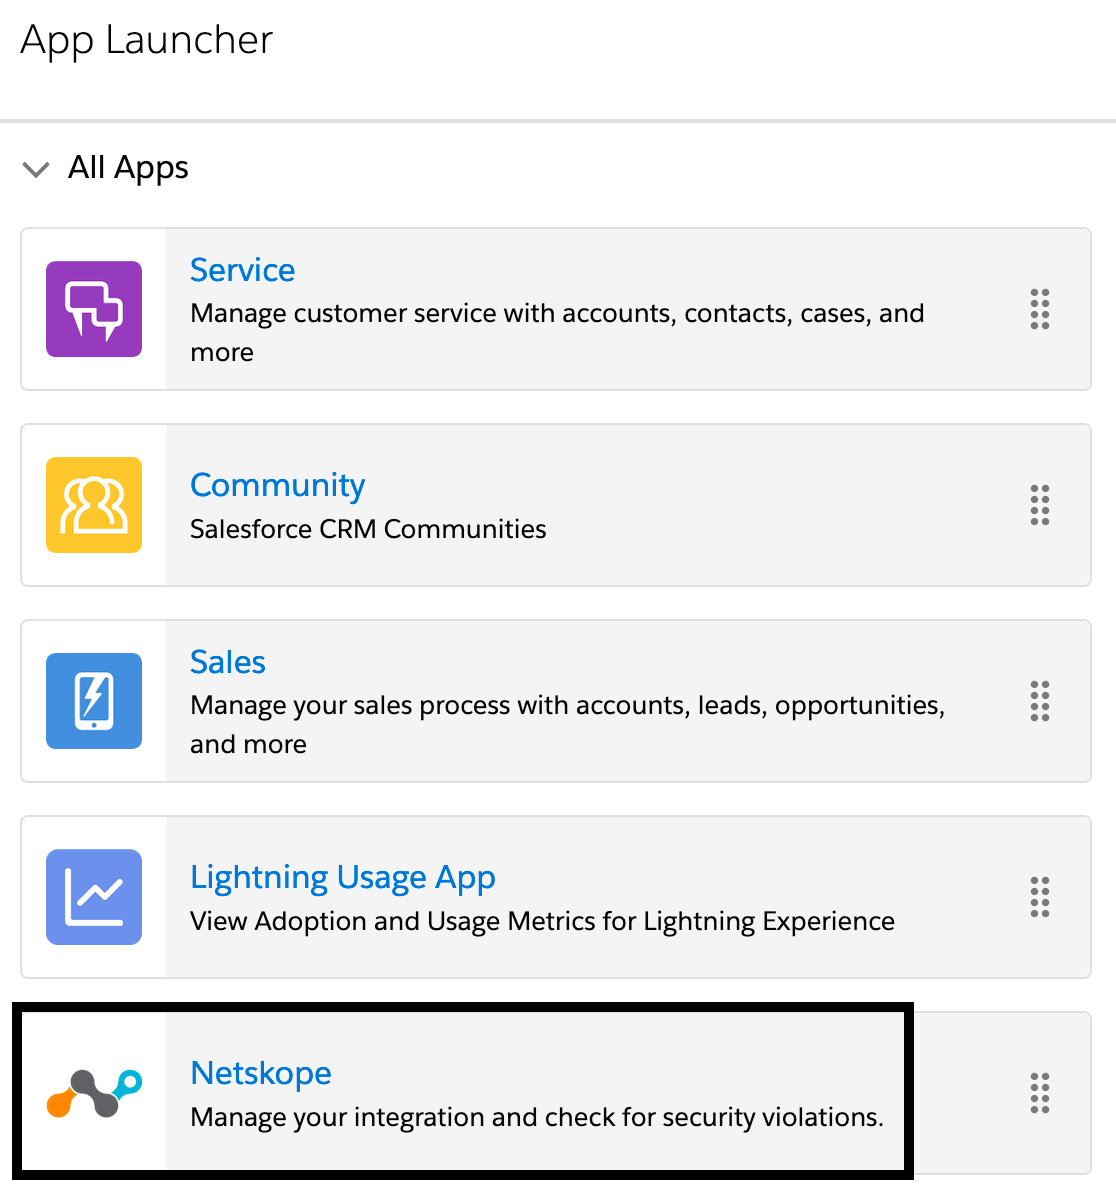 App Launcher
All Apps
Service
Manage customer service with accounts, contacts, cases, and
more
Community
Salesforce CRM Communities
Sales
Manage your sales process with accounts, leads, opportunities,
and more
Lightning Usage App
View Adoption and Usage Metrics for Lightning Experience
Netskope
Manage your integration and check for security violations.